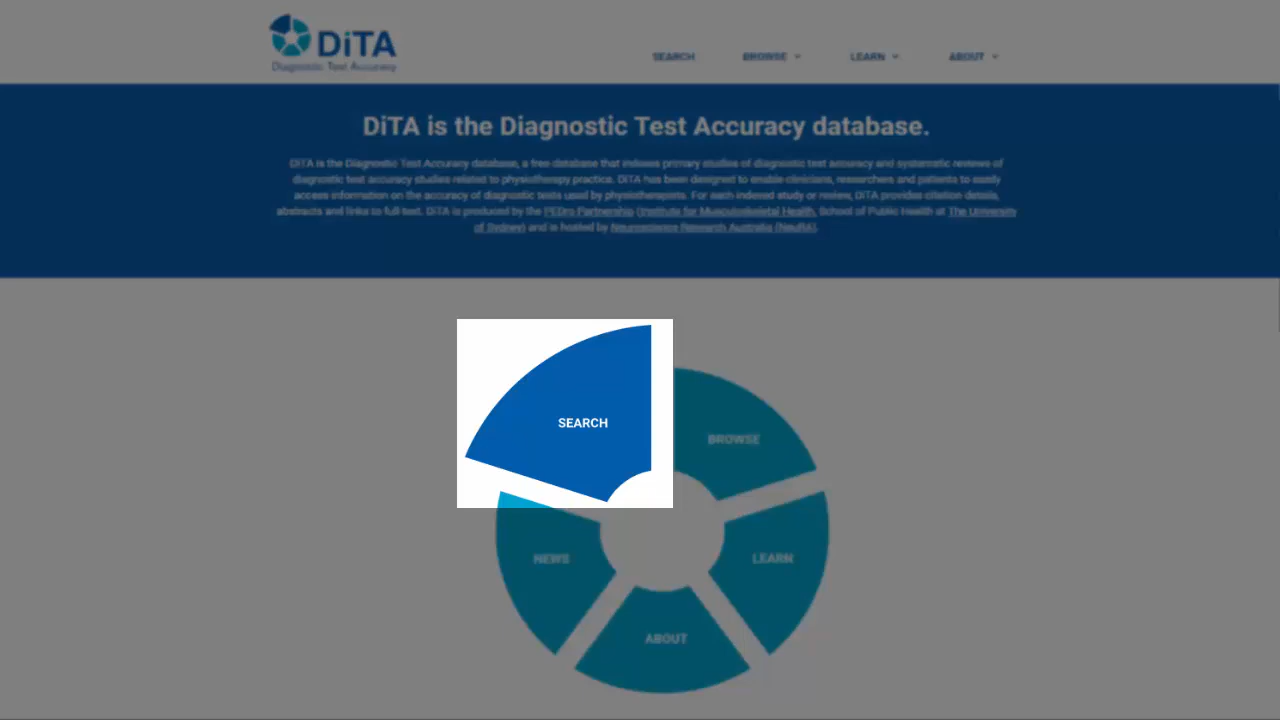 DiTA
Diagnostic Test Accuracy
SEARCH
BROWSE
LEARN
ABOUT
DiTA is the Diagnostic Test Accuracy database.
DiTA is the Diagnostic Test Accuracy database, a free database that indexes primary studies of diagnostic test accuracy and systematic reviews of
diagnostic test accuracy studies related to physiotherapy practice. DiTA has been designed to enable clinicians, researchers and patients to easily
access information on the accuracy of diagnostic tests used by physiotherapists. For each indexed study or review, DiTA provides citation details,
abstracts and links to full-text. DiTA is produced by the PEDro Partnership (Institute for Musculoskeletal Health, School of Public Health at The University
of Sydney) and is hosted by Neuroscience Research Australia (NeuRA).
SEARCH
BROWSE
NEWS
LEARN
ABOUT